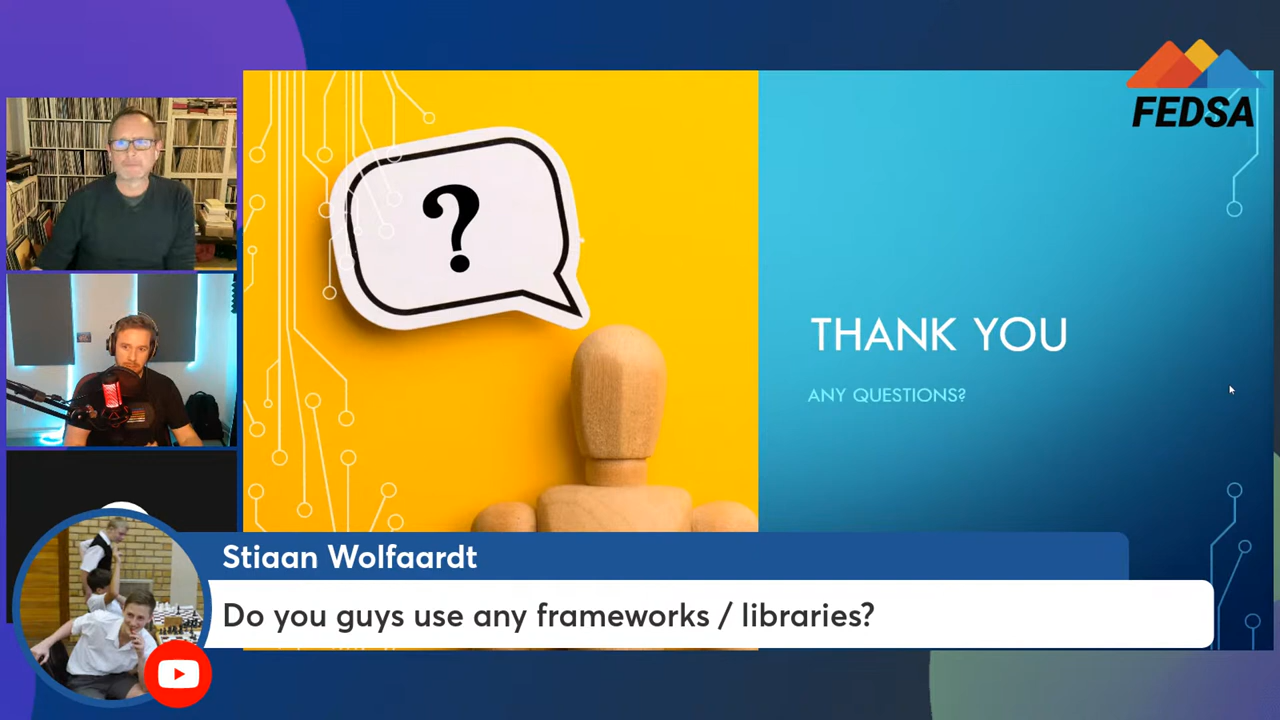 FEDSA
?
THANK YOU
ANY QUESTIONS?
Stiaan Wolfaardt
Do you guys use any frameworks / libraries?